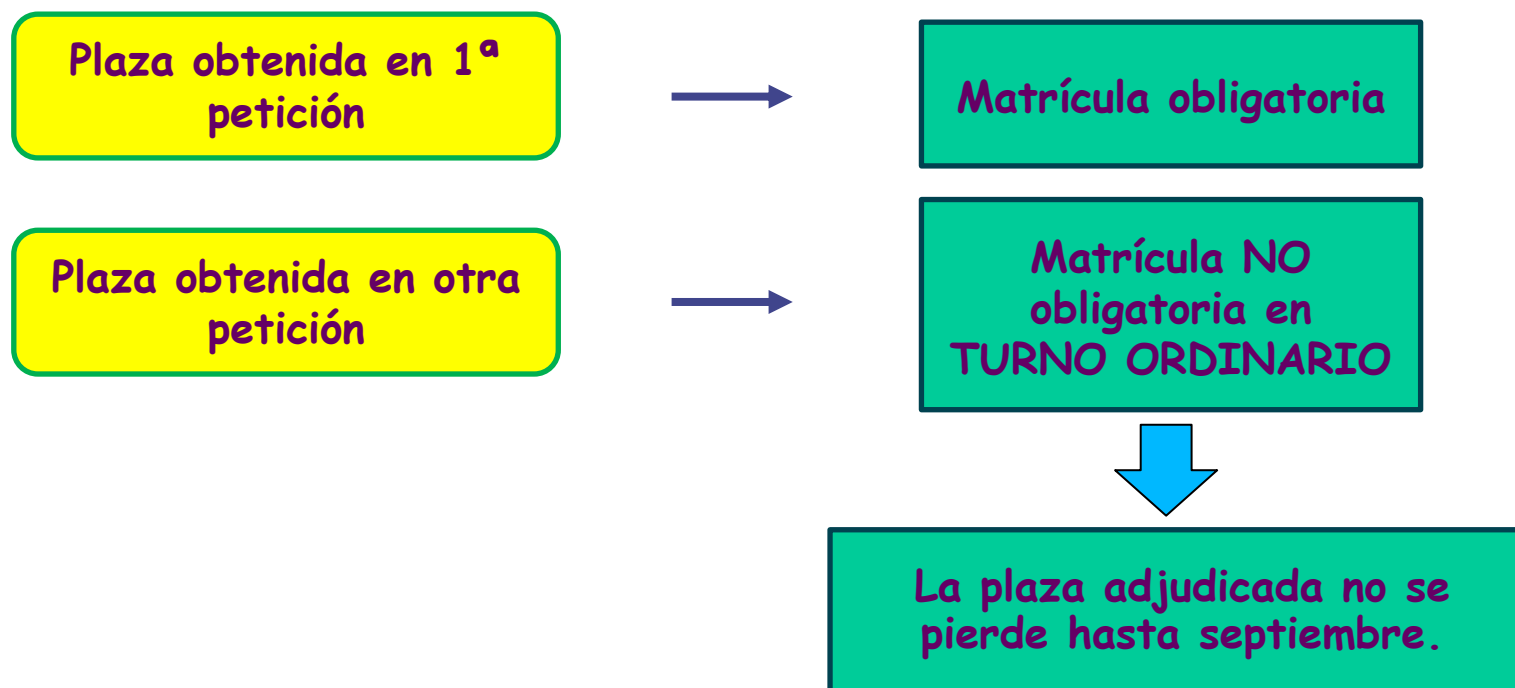 Plaza obtenida en 1ª
petición
Matrícula obligatoria
Plaza obtenida en otra
petición
Matrícula NO
obligatoria en
TURNO ORDINARIO
La plaza adjudicada no se
pierde hasta septiembre.